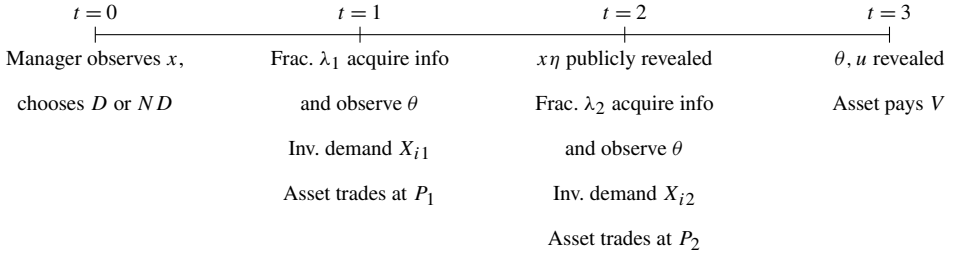 t = 0 t = 1 t = 2 t = 3
Manager observes x, Frac. λ1 acquire info xη publicly revealed θ, u revealed
chooses D or ND and observe θ Frac. λ2 acquire info Asset pays V
Inv. demand Xi1 and observe θ
Asset trades at P1 Inv. demand Xi2
Asset trades at P2